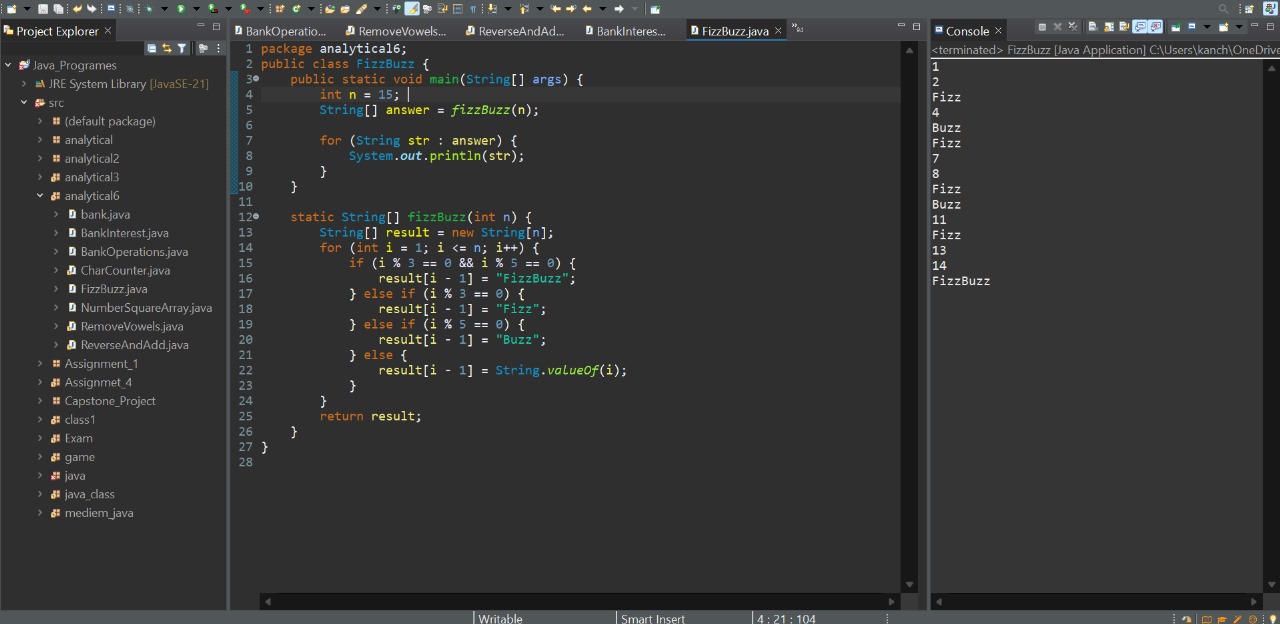 Project Explorer
Java_Programes
JRE System Library [JavaSE-21]
src
(default package)
analytical
analytical2
analytical3
analytical6
bank.java
BankInterest.java
BankOperations.java
CharCounter.java
FizzBuzz.java
NumberSquareArray.java
RemoveVowels.java
ReverseAndAdd.java
Assignment_1
Assignmet_4
Capstone_Project
class1
Exam
game
java
java_class
mediem_java
BankOperatio... RemoveVowels... ReverseAndAd... BankInteres... FizzBuzz.java
1 package analytical6;
2 public class FizzBuzz {
3 public static void main(String[] args) {
4 int n = 15;
5 String[] answer = fizzBuzz(n);
6
7 for (String str : answer) {
8 System.out.println(str);
9 }
10 }
11
12 static String[] fizzBuzz(int n) {
13 String[] result = new String[n];
14 for (int i = 1; i <= n; i++) {
15 if (i % 3 == 0 && i % 5 == 0) {
16 result[i - 1] = "FizzBuzz";
17 } else if (i % 3 == 0) {
18 result[i - 1] = "Fizz";
19 } else if (i % 5 == 0) {
20 result[i - 1] = "Buzz";
21 } else {
22 result[i - 1] = String.valueOf(i);
23 }
24 }
25 return result;
26 }
27 }
28
Console
<terminated> FizzBuzz [Java Application] C:\Users\kanch\OneDrive
1
2
Fizz
4
Buzz
Fizz
7
8
Fizz
Buzz
11
Fizz
13
14
FizzBuzz
Writable Smart Insert 4 : 21 : 104